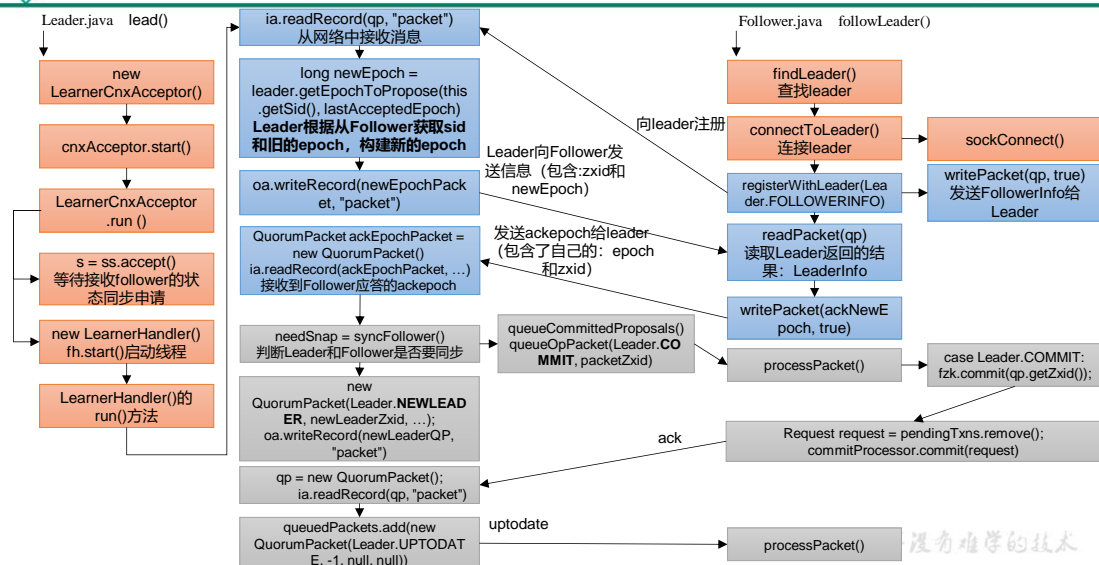 Leader.java lead()
new
LearnerCnxAcceptor()
cnxAcceptor.start()
LearnerCnxAcceptor
.run ()
s = ss.accept()
等待接收follower的状
态同步申请
new LearnerHandler()
fh.start()启动线程
LearnerHandler()的
run()方法
ia.readRecord(qp, "packet")
从网络中接收消息
long newEpoch =
leader.getEpochToPropose(this
.getSid(), lastAcceptedEpoch)
Leader根据从Follower获取sid
和旧的epoch，构建新的epoch
oa.writeRecord(newEpochPack
et, "packet")
QuorumPacket ackEpochPacket =
new QuorumPacket()
ia.readRecord(ackEpochPacket, …)
接收到Follower应答的ackepoch
needSnap = syncFollower()
判断Leader和Follower是否要同步
new
QuorumPacket(Leader.NEWLEAD
ER, newLeaderZxid, …);
oa.writeRecord(newLeaderQP,
"packet")
qp = new QuorumPacket();
ia.readRecord(qp, "packet")
queuedPackets.add(new
QuorumPacket(Leader.UPTODAT
E, -1, null, null))
向leader注册
Leader向Follower发
送信息（包含:zxid和
newEpoch）
发送ackepoch给leader
（包含了自己的：epoch
和zxid）
queueCommittedProposals()
queueOpPacket(Leader.CO
MMIT, packetZxid)
ack
uptodate
Follower.java followLeader()
findLeader()
查找leader
connectToLeader()
连接leader
sockConnect()
registerWithLeader(Lea
der.FOLLOWERINFO)
writePacket(qp, true)
发送FollowerInfo给
Leader
readPacket(qp)
读取Leader返回的结
果：LeaderInfo
writePacket(ackNewE
poch, true)
processPacket()
case Leader.COMMIT:
fzk.commit(qp.getZxid());
Request request = pendingTxns.remove();
commitProcessor.commit(request)
processPacket()
没有难学的技术